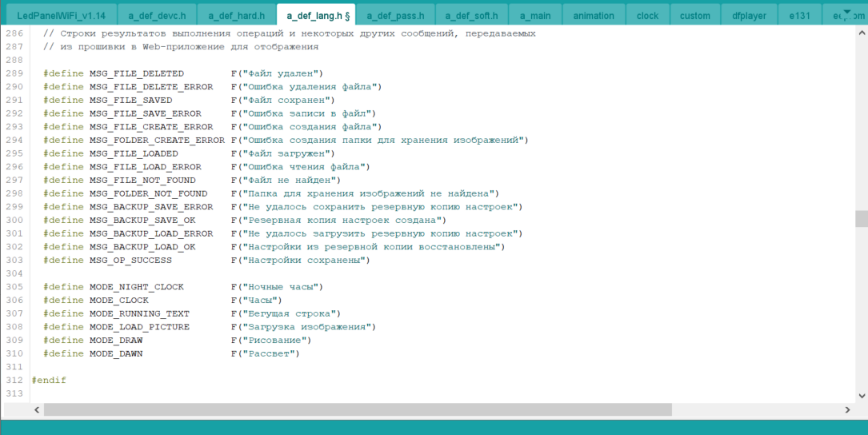 LedPanelWiFi_v1.14 a_def_devc.h a_def_hard.h a_def_lang.h § a_def_pass.h a_def_soft.h a_main animation clock custom dfplayer e131
286 // Строки результатов выполнения операций и некоторых других сообщений, передаваемых
287 // из прошивки в Web-приложение для отображения
288
289 #define MSG_FILE_DELETED F("Файл удален")
290 #define MSG_FILE_DELETE_ERROR F("Ошибка удаления файла")
291 #define MSG_FILE_SAVED F("Файл сохранен")
292 #define MSG_FILE_SAVE_ERROR F("Ошибка записи в файл")
293 #define MSG_FILE_CREATE_ERROR F("Ошибка создания файла")
294 #define MSG_FOLDER_CREATE_ERROR F("Ошибка создания папки для хранения изображений")
295 #define MSG_FILE_LOADED F("Файл загружен")
296 #define MSG_FILE_LOAD_ERROR F("Ошибка чтения файла")
297 #define MSG_FILE_NOT_FOUND F("Файл не найден")
298 #define MSG_FOLDER_NOT_FOUND F("Папка для хранения изображений не найдена")
299 #define MSG_BACKUP_SAVE_ERROR F("Не удалось сохранить резервную копию настроек")
300 #define MSG_BACKUP_SAVE_OK F("Резервная копия настроек создана")
301 #define MSG_BACKUP_LOAD_ERROR F("Не удалось загрузить резервную копию настроек")
302 #define MSG_BACKUP_LOAD_OK F("Настройки из резервной копии восстановлены")
303 #define MSG_OP_SUCCESS F("Настройки сохранены")
304
305 #define MODE_NIGHT_CLOCK F("Ночные часы")
306 #define MODE_CLOCK F("Часы")
307 #define MODE_RUNNING_TEXT F("Бегущая строка")
308 #define MODE_LOAD_PICTURE F("Загрузка изображения")
309 #define MODE_DRAW F("Рисование")
310 #define MODE_DAWN F("Рассвет")
311
312 #endif
313